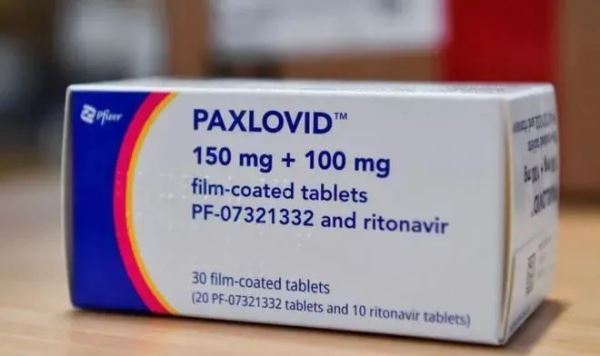 Pfizer
PAXLOVID™
150 mg + 100 mg
film-coated tablets
PF-07321332 and ritonavir
30 film-coated tablets
(20 PF-07321332 tablets and 10 ritonavir tablets)